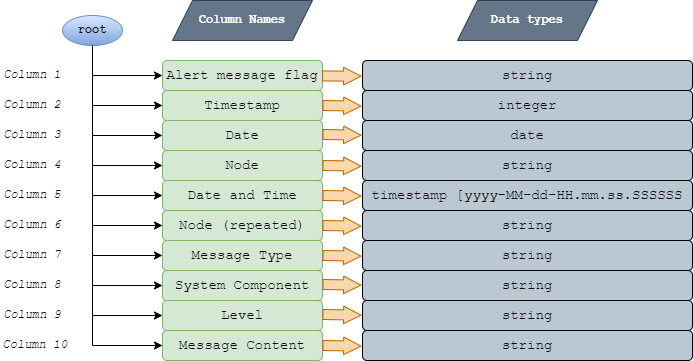 root
Column Names
Data types
Column 1 Alert message flag string
Column 2 Timestamp integer
Column 3 Date date
Column 4 Node string
Column 5 Date and Time timestamp [yyyy-MM-dd-HH.mm.ss.SSSSSS
Column 6 Node (repeated) string
Column 7 Message Type string
Column 8 System Component string
Column 9 Level string
Column 10 Message Content string